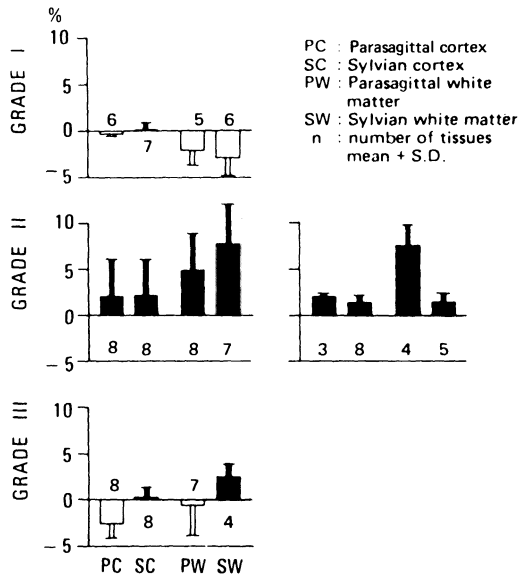 %
PC : Parasagittal cortex
SC : Sylvian cortex
PW : Parasagittal white
matter
SW : Sylvian white matter
n : number of tissues
mean + S.D.
GRADE I
10
5
0
−5
6
7
5
6
GRADE II
10
5
0
−5
8
8
8
7
3
8
4
5
GRADE III
10
5
0
−5
8
8
7
4
PC SC PW SW